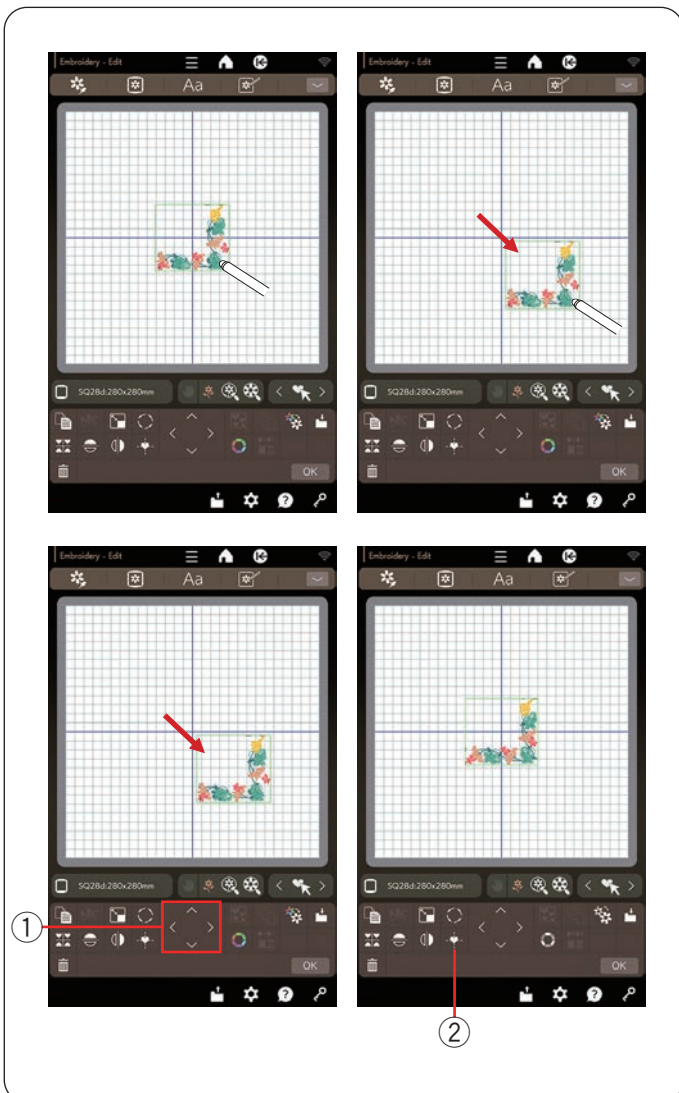 Embroidery - Edit
Aa
SQ28d:280x280mm
OK
?
Embroidery - Edit
Aa
SQ28d:280x280mm
OK
?
Embroidery - Edit
Aa
SQ28d:280x280mm
①
OK
?
Embroidery - Edit
Aa
SQ28d:280x280mm
OK
?
②